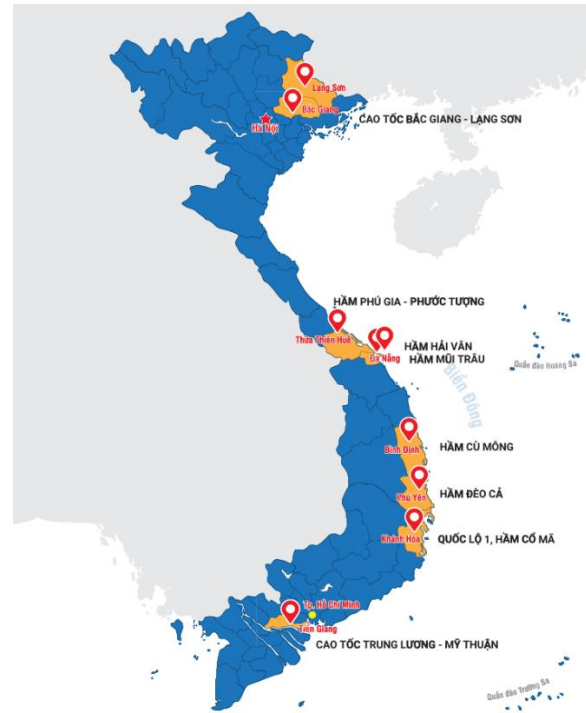 Lạng Sơn
Bắc Giang
Hà Nội
CAO TỐC BẮC GIANG - LẠNG SƠN
HẦM PHÚ GIA - PHƯỚC TƯỢNG
Thừa Thiên Huế
HẦM HẢI VÂN
Đà Nẵng
HẦM MŨI TRÂU
Quần đảo Hoàng Sa
Biển Đông
Bình Định
HẦM CÙ MÔNG
Phú Yên
HẦM ĐÈO CẢ
Khánh Hòa
QUỐC LỘ 1, HẦM CỔ MÃ
Tp. Hồ Chí Minh
Tiền Giang
CAO TỐC TRUNG LƯƠNG - MỸ THUẬN
Quần đảo Trường Sa